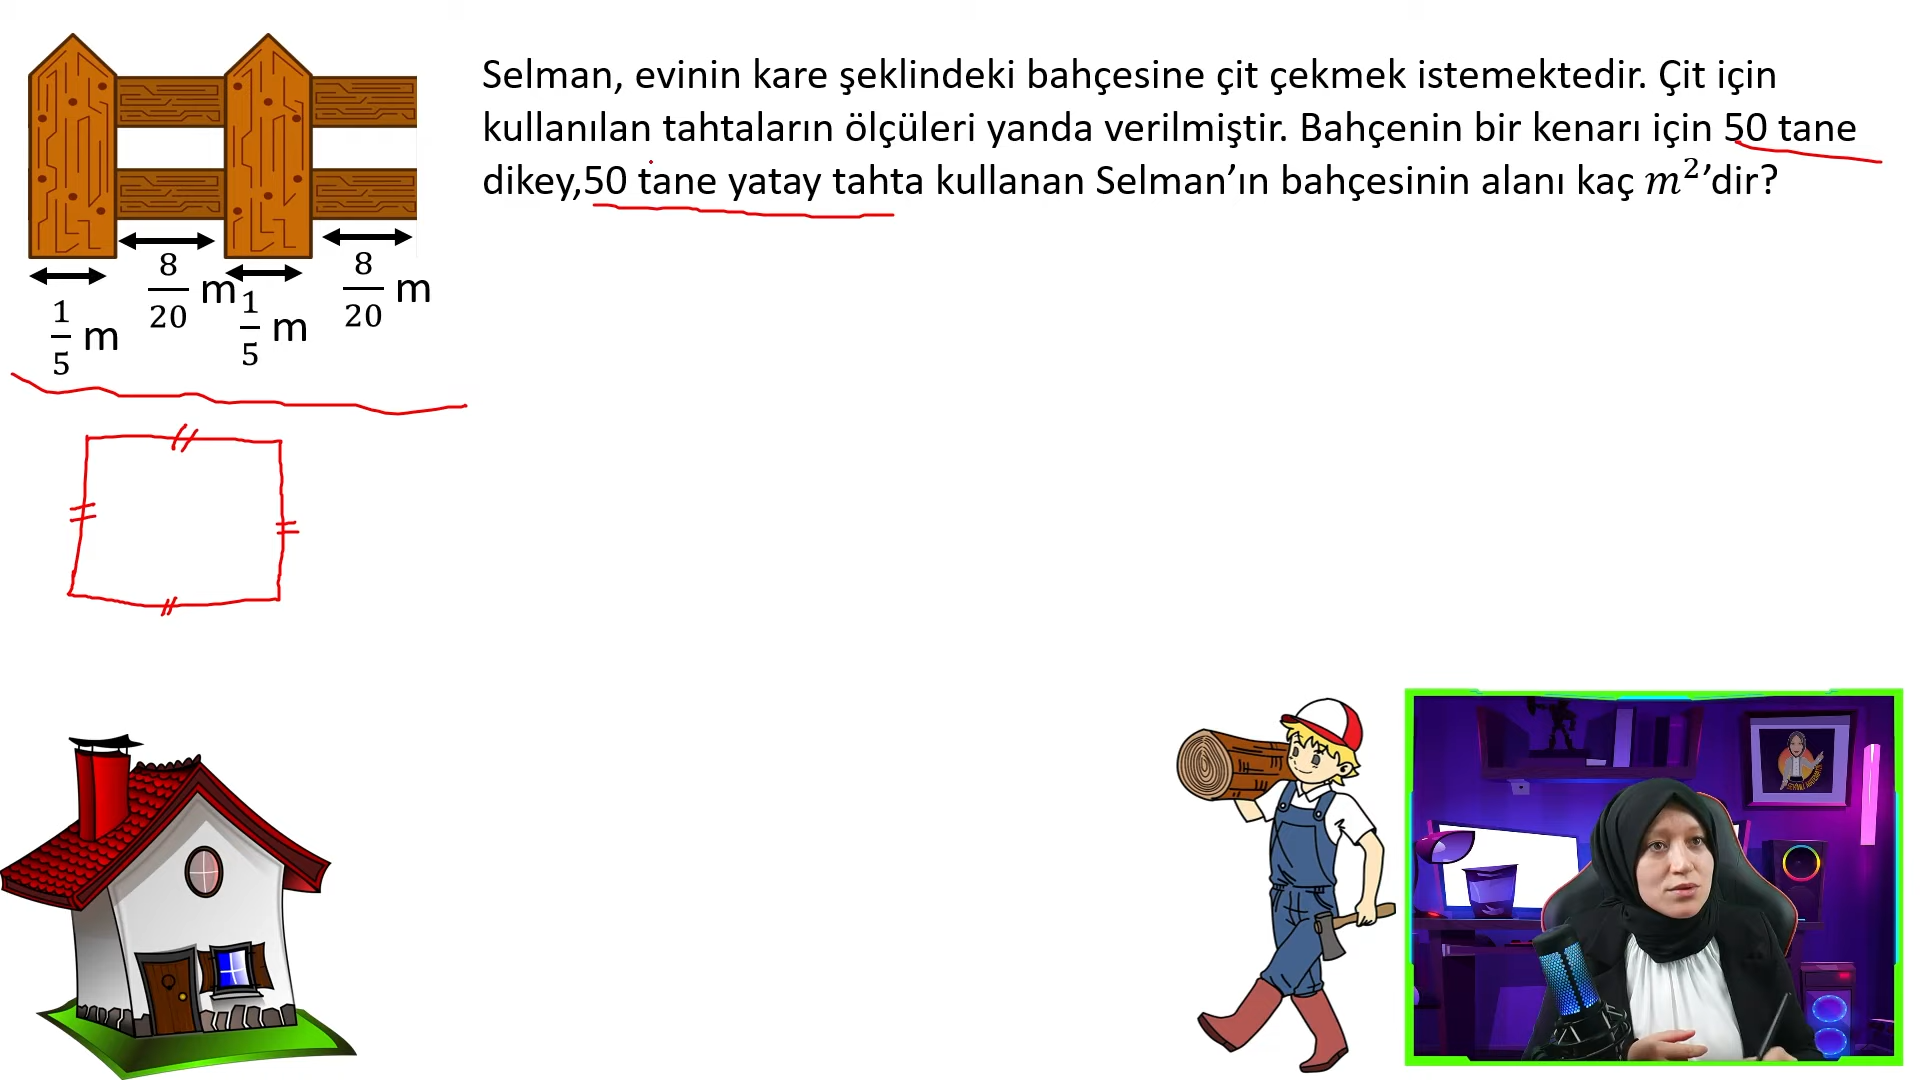 Selman, evinin kare şeklindeki bahçesine çit çekmek istemektedir. Çit için
kullanılan tahtaların ölçüleri yanda verilmiştir. Bahçenin bir kenarı için 50 tane
dikey,50 tane yatay tahta kullanan Selman’ın bahçesinin alanı kaç m²’dir?
8/20 m
8/20 m
1/5 m
1/5 m